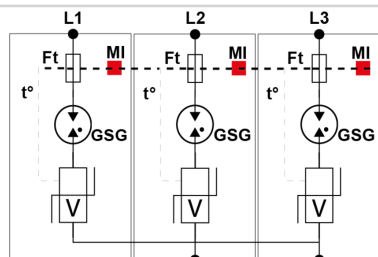 L1 L2 L3
Ft MI Ft MI Ft MI
t° t° t°
GSG GSG GSG
V V V